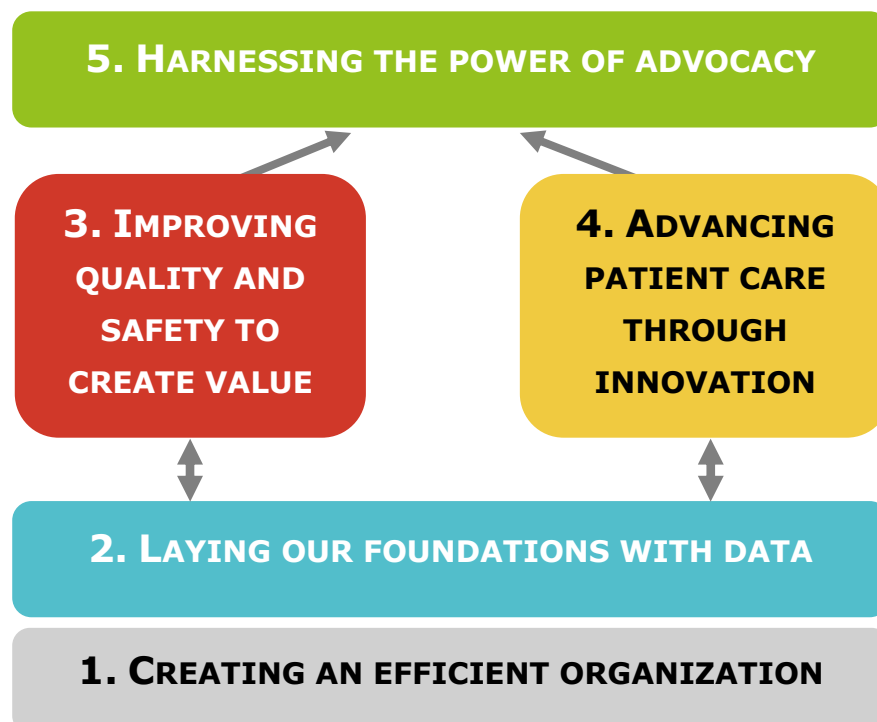 5. Harnessing the power of advocacy
3. Improving
quality and
safety to
create value
4. Advancing
patient care
through
innovation
2. Laying our foundations with data
1. Creating an efficient organization